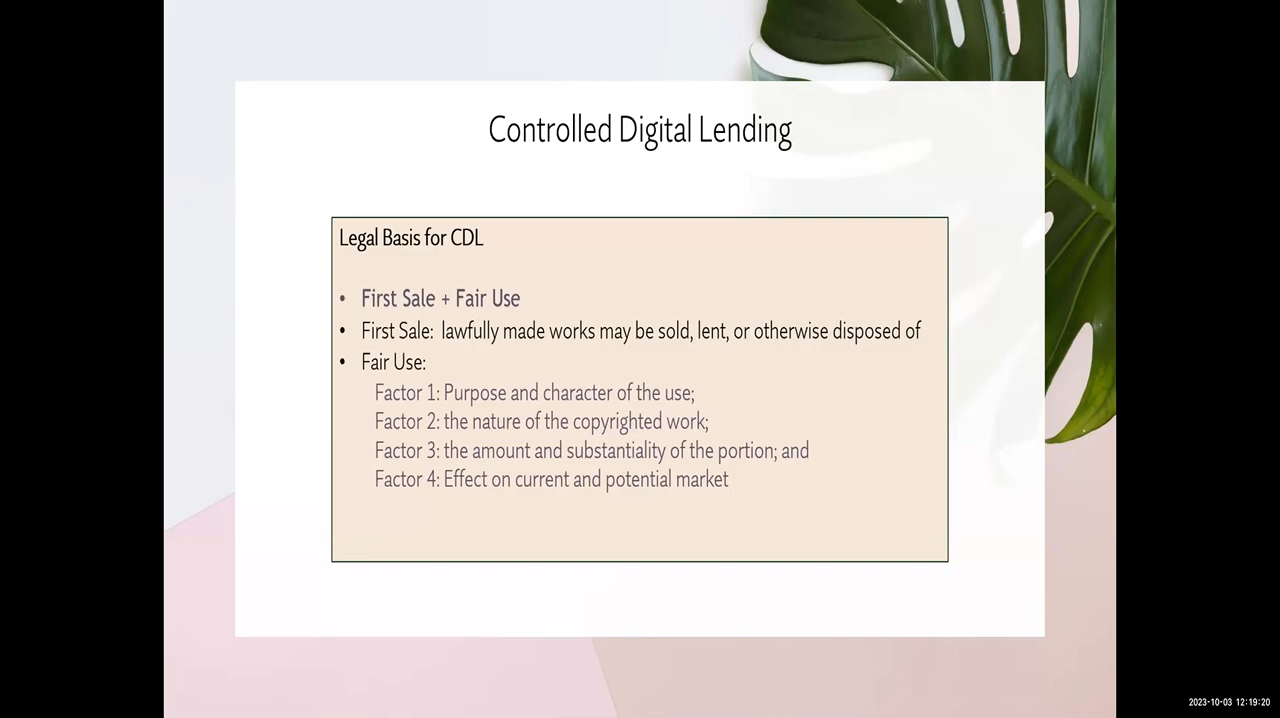 Controlled Digital Lending
Legal Basis for CDL
• First Sale + Fair Use
• First Sale: lawfully made works may be sold, lent, or otherwise disposed of
• Fair Use:
Factor 1: Purpose and character of the use;
Factor 2: the nature of the copyrighted work;
Factor 3: the amount and substantiality of the portion; and
Factor 4: Effect on current and potential market
2023-10-03 12:19:20